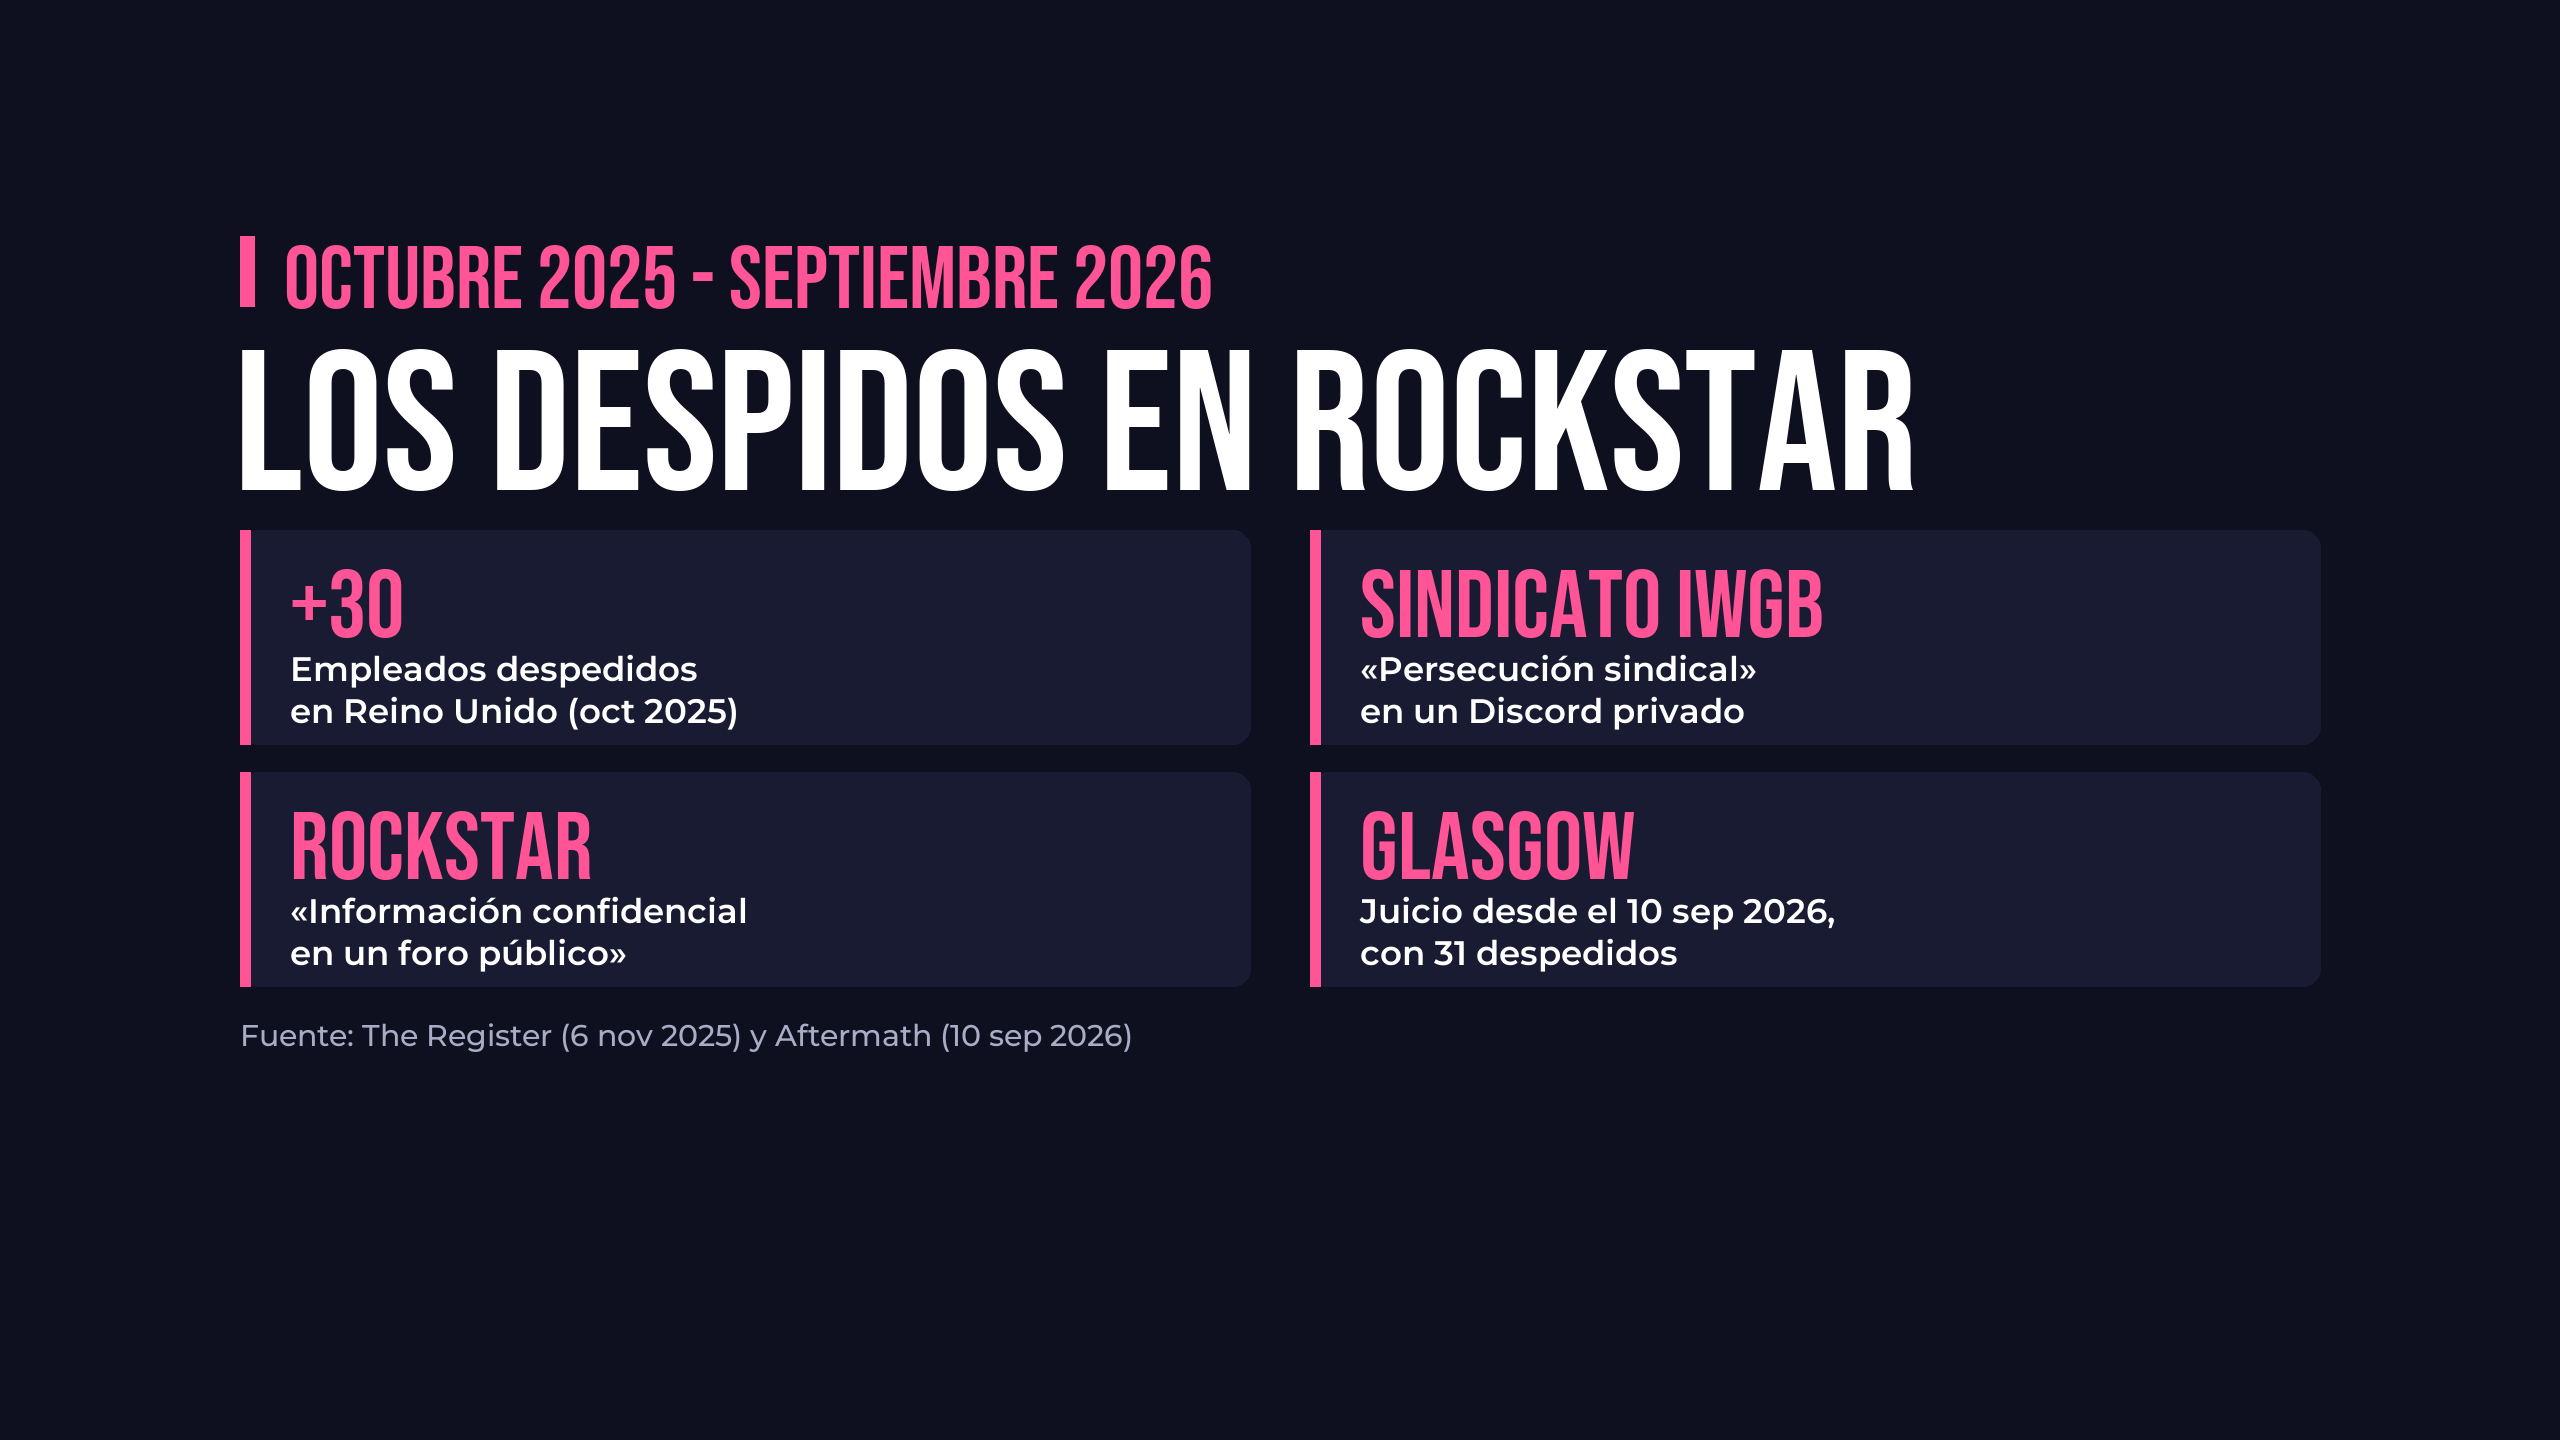 OCTUBRE 2025 - SEPTIEMBRE 2026
LOS DESPIDOS EN ROCKSTAR
+30
Empleados despedidos
en Reino Unido (oct 2025)
SINDICATO IWGB
«Persecución sindical»
en un Discord privado
ROCKSTAR
«Información confidencial
en un foro público»
GLASGOW
Juicio desde el 10 sep 2026,
con 31 despedidos
Fuente: The Register (6 nov 2025) y Aftermath (10 sep 2026)